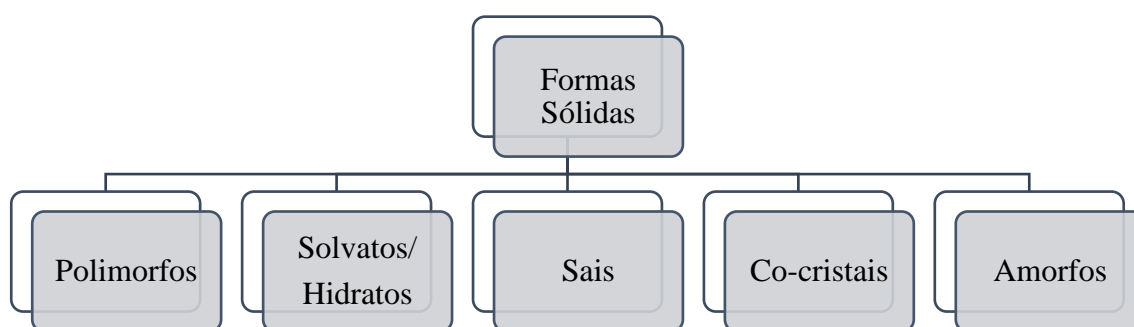 Formas
Sólidas
Polimorfos
Solvatos/
Hidratos
Sais
Co-cristais
Amorfos